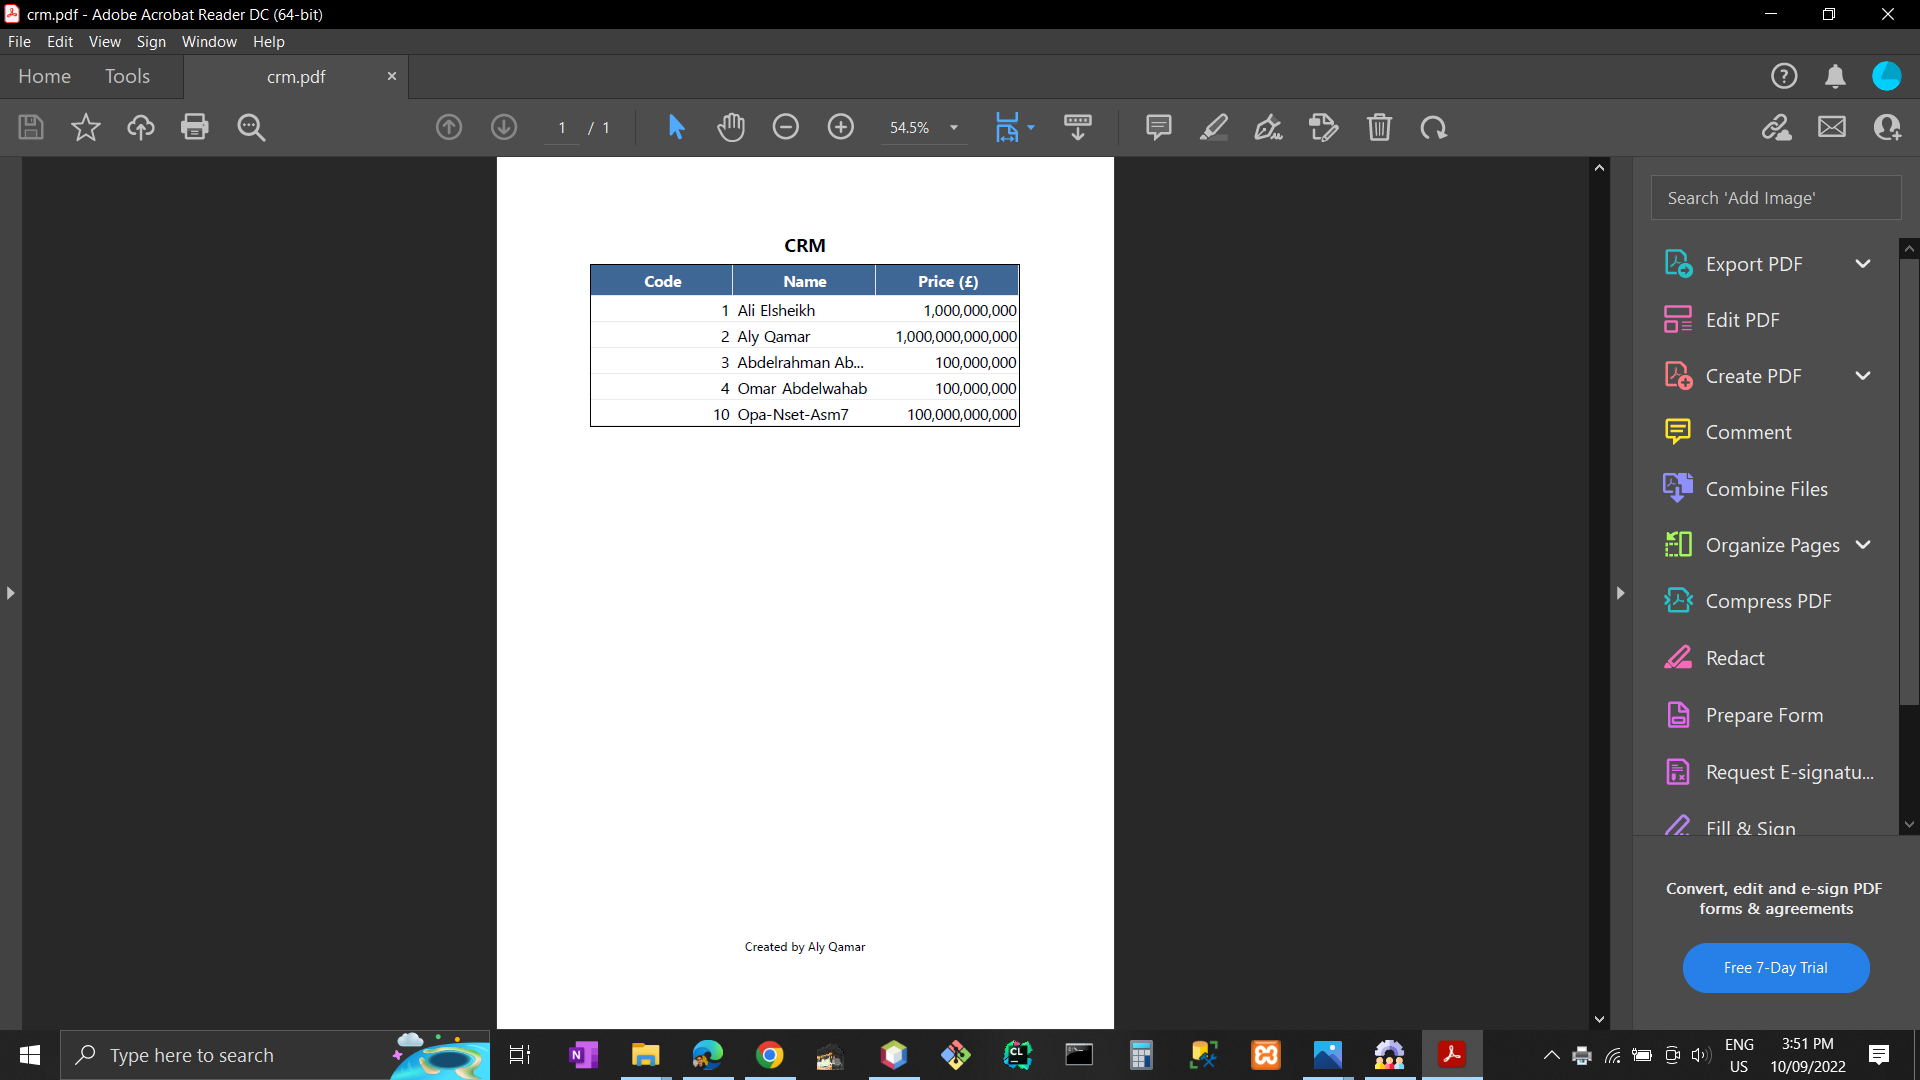 crm.pdf - Adobe Acrobat Reader DC (64-bit)
File Edit View Sign Window Help
Home Tools crm.pdf
1 / 1 54.5%
Search 'Add Image'
CRM
Code Name Price (£)
1 Ali Elsheikh 1,000,000,000
2 Aly Qamar 1,000,000,000,000
3 Abdelrahman Ab... 100,000,000
4 Omar Abdelwahab 100,000,000
10 Opa-Nset-Asm7 100,000,000,000
Created by Aly Qamar
Export PDF
Edit PDF
Create PDF
Comment
Combine Files
Organize Pages
Compress PDF
Redact
Prepare Form
Request E-signatu...
Fill & Sign
Convert, edit and e-sign PDF
forms & agreements
Free 7-Day Trial
Type here to search
N
CL
ENG
US
3:51 PM
10/09/2022